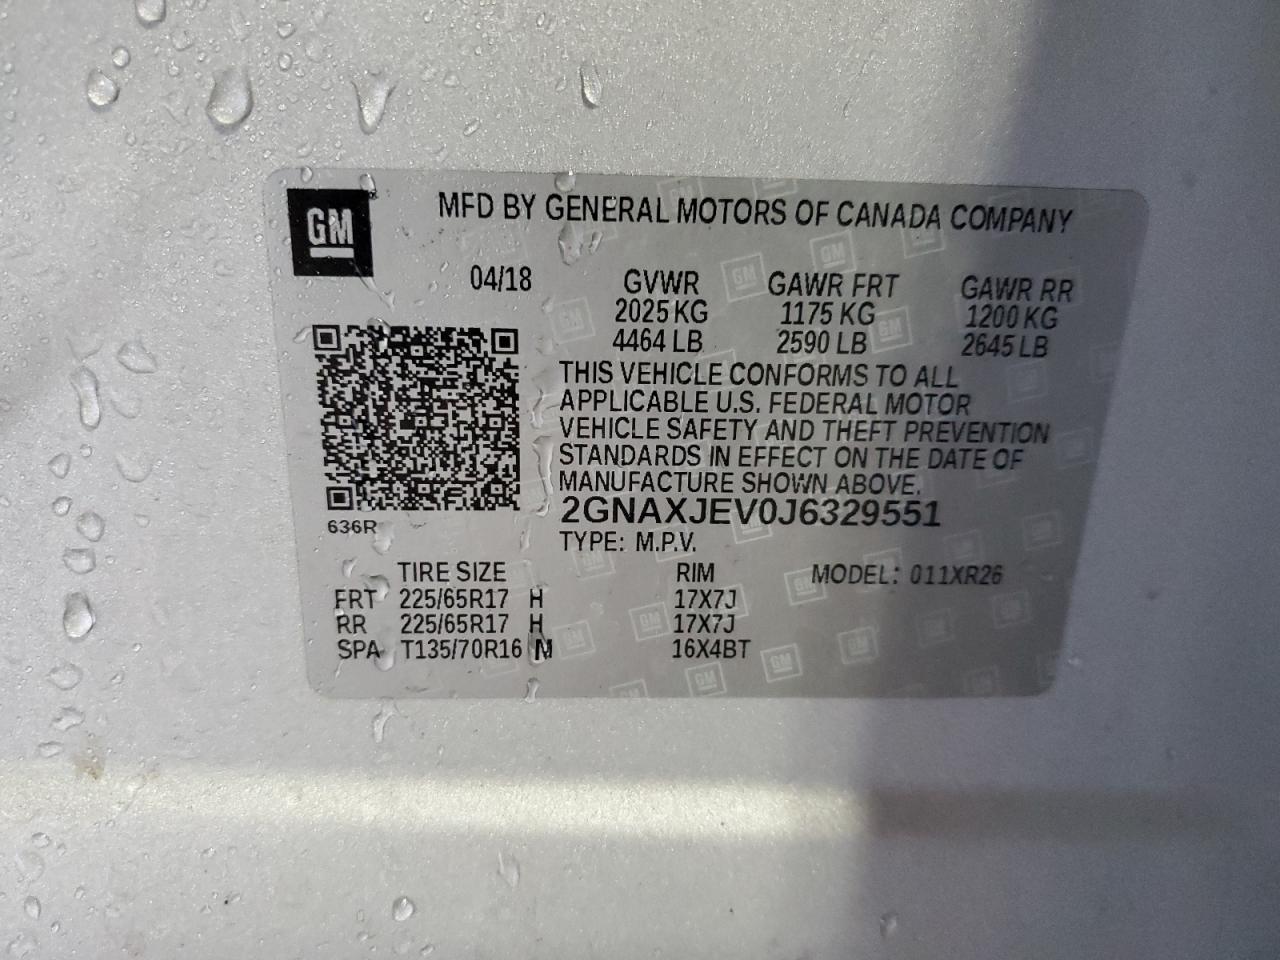 GM
MFD BY GENERAL MOTORS OF CANADA COMPANY
04/18 GVWR GAWR FRT GAWR RR
2025 KG 1175 KG 1200 KG
4464 LB 2590 LB 2645 LB
THIS VEHICLE CONFORMS TO ALL
APPLICABLE U.S. FEDERAL MOTOR
VEHICLE SAFETY AND THEFT PREVENTION
STANDARDS IN EFFECT ON THE DATE OF
MANUFACTURE SHOWN ABOVE.
2GNAXJEV0J6329551
636R
TYPE: M.P.V.
TIRE SIZE RIM MODEL: 011XR26
FRT 225/65R17 H 17X7J
RR 225/65R17 H 17X7J
SPA T135/70R16 M 16X4BT